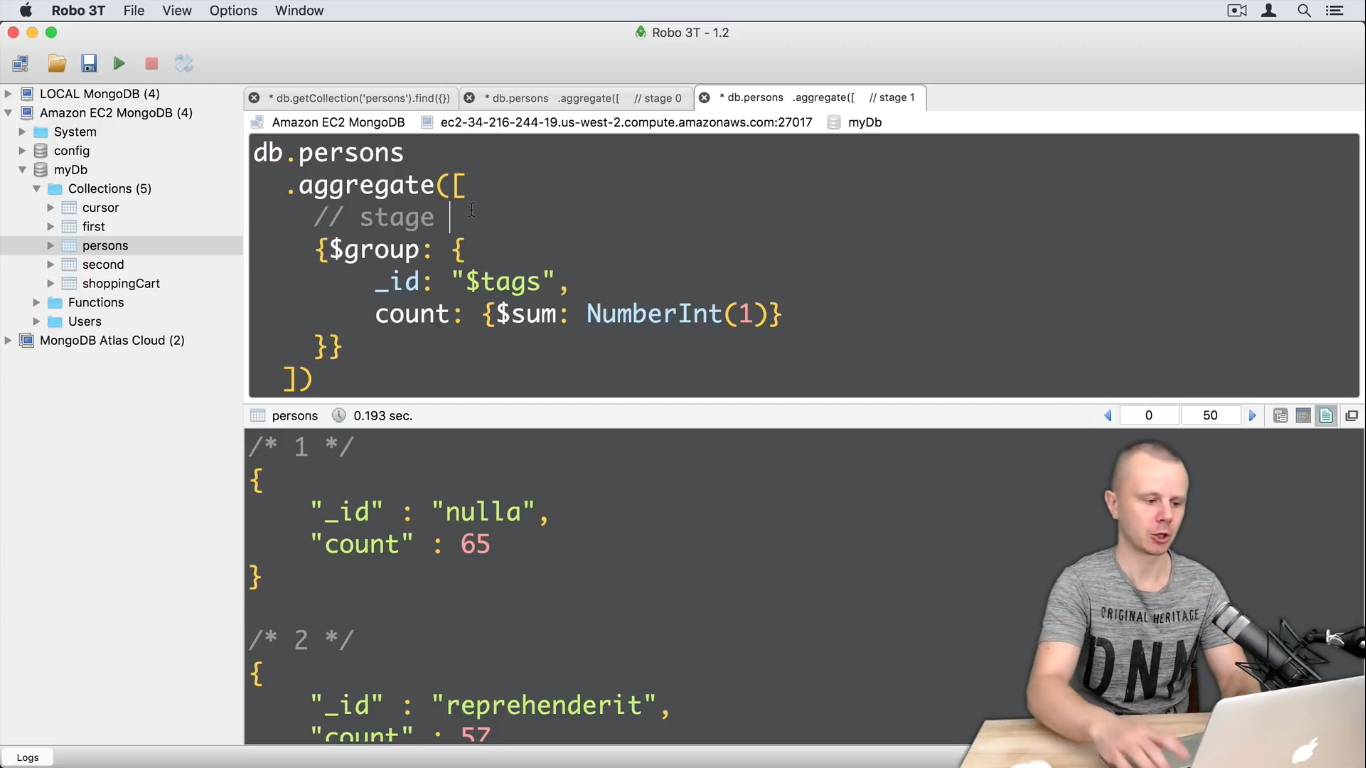 Robo 3T File View Options Window
Robo 3T - 1.2
LOCAL MongoDB (4)
Amazon EC2 MongoDB (4)
System
config
myDb
Collections (5)
cursor
first
persons
second
shoppingCart
Functions
Users
MongoDB Atlas Cloud (2)
* db.getCollection('persons').find({}) * db.persons .aggregate([ // stage 0 * db.persons .aggregate([ // stage 1
Amazon EC2 MongoDB ec2-34-216-244-19.us-west-2.compute.amazonaws.com:27017 myDb
db.persons
.aggregate([
// stage
{$group: {
_id: "$tags",
count: {$sum: NumberInt(1)}
}}
])
persons 0.193 sec. 0 50
/* 1 */
{
"_id" : "nulla",
"count" : 65
}
/* 2 */
{
"_id" : "reprehenderit",
"count" : 57
ORIGINAL HERITAGE
DNM
Logs